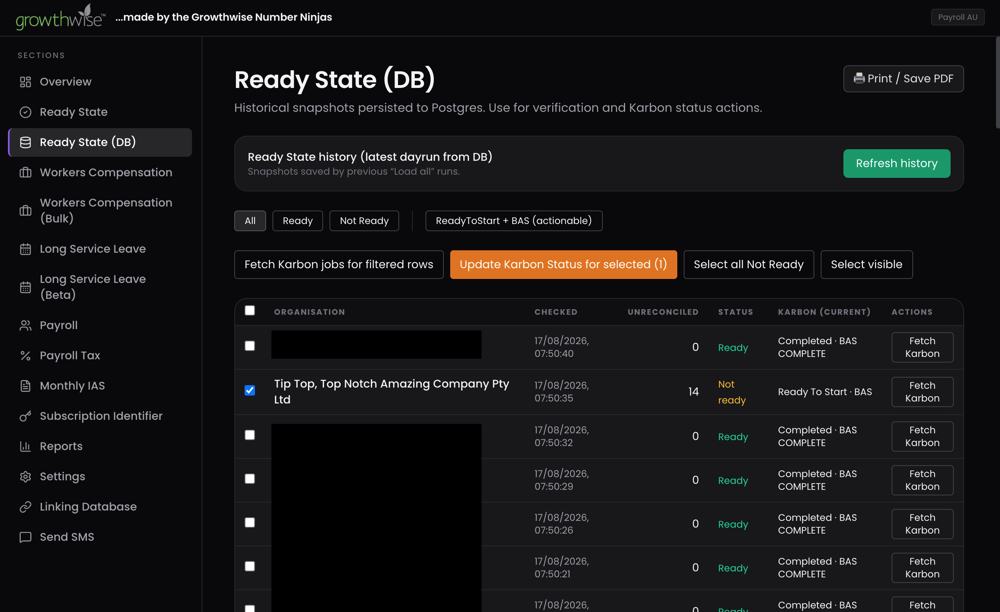 growthwise™
...made by the Growthwise Number Ninjas
Payroll AU
SECTIONS
Overview
Ready State
Ready State (DB)
Workers Compensation
Workers Compensation
(Bulk)
Long Service Leave
Long Service Leave
(Beta)
Payroll
Payroll Tax
Monthly IAS
Subscription Identifier
Reports
Settings
Linking Database
Send SMS
Ready State (DB)
Print / Save PDF
Historical snapshots persisted to Postgres. Use for verification and Karbon status actions.
Ready State history (latest dayrun from DB)
Snapshots saved by previous “Load all” runs.
Refresh history
All
Ready
Not Ready
ReadyToStart + BAS (actionable)
Fetch Karbon jobs for filtered rows
Update Karbon Status for selected (1)
Select all Not Ready
Select visible
ORGANISATION CHECKED UNRECONCILED STATUS KARBON (CURRENT) ACTIONS
17/08/2026,
07:50:40
0
Ready
Completed · BAS
COMPLETE
Fetch
Karbon
Tip Top, Top Notch Amazing Company Pty
Ltd
17/08/2026,
07:50:35
14
Not
ready
Ready To Start · BAS
Fetch
Karbon
17/08/2026,
07:50:32
0
Ready
Completed · BAS
COMPLETE
Fetch
Karbon
17/08/2026,
07:50:29
0
Ready
Completed · BAS
COMPLETE
Fetch
Karbon
17/08/2026,
07:50:26
0
Ready
Completed · BAS
COMPLETE
Fetch
Karbon
17/08/2026,
07:50:21
0
Ready
Completed · BAS
COMPLETE
Fetch
Karbon
17/08/2026,
0
Ready
Completed · BAS
Fetch